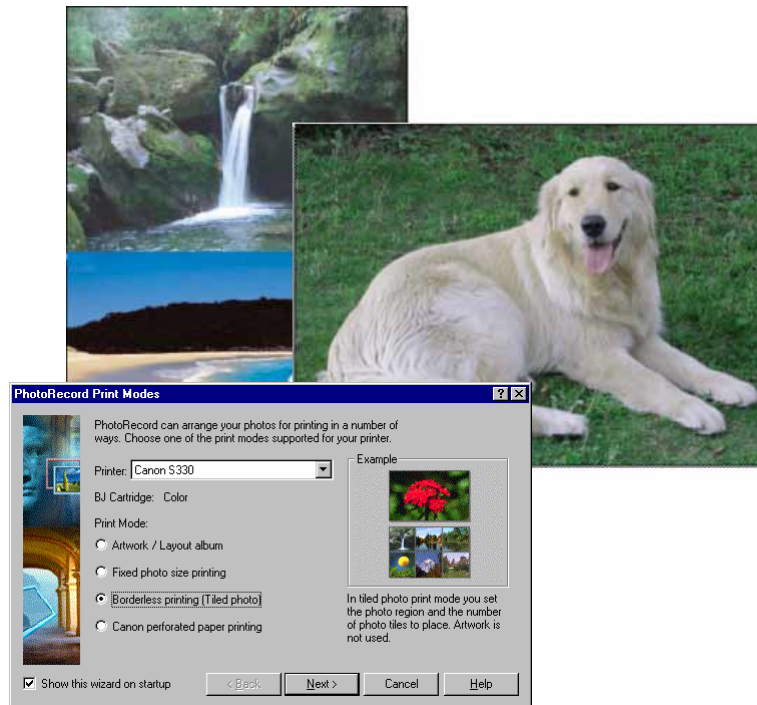 PhotoRecord Print Modes
PhotoRecord can arrange your photos for printing in a number of
ways. Choose one of the print modes supported for your printer.
Printer: Canon S330
BJ Cartridge: Color
Print Mode:
Artwork / Layout album
Fixed photo size printing
Borderless printing (Tiled photo)
Canon perforated paper printing
Example
In tiled photo print mode you set
the photo region and the number
of photo tiles to place. Artwork is
not used.
Show this wizard on startup
< Back
Next >
Cancel
Help